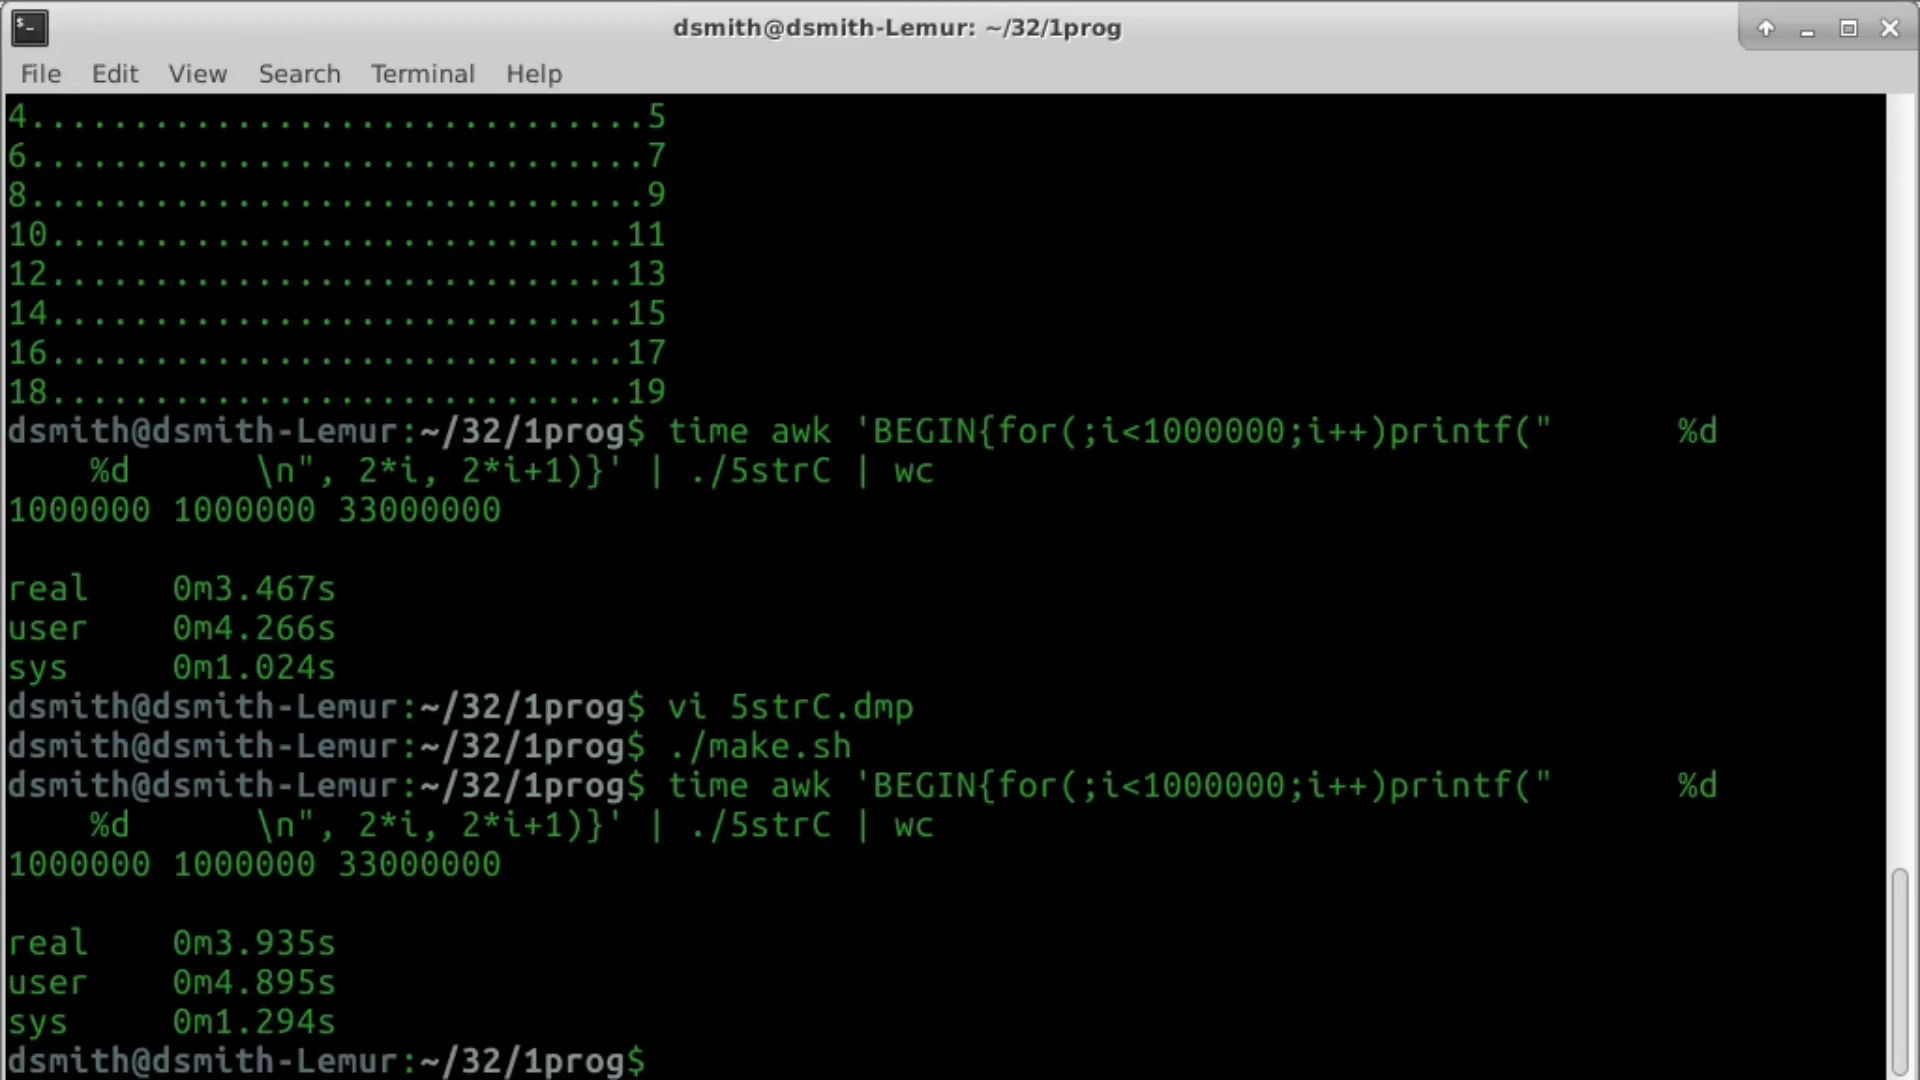 dsmith@dsmith-Lemur: ~/32/1prog
File Edit View Search Terminal Help
4..............................5
6..............................7
8..............................9
10............................11
12............................13
14............................15
16............................17
18............................19
dsmith@dsmith-Lemur:~/32/1prog$ time awk 'BEGIN{for(;i<1000000;i++)printf("      %d
    %d      \n", 2*i, 2*i+1)}' | ./5strC | wc
1000000 1000000 33000000
real    0m3.467s
user    0m4.266s
sys     0m1.024s
dsmith@dsmith-Lemur:~/32/1prog$ vi 5strC.dmp
dsmith@dsmith-Lemur:~/32/1prog$ ./make.sh
dsmith@dsmith-Lemur:~/32/1prog$ time awk 'BEGIN{for(;i<1000000;i++)printf("      %d
    %d      \n", 2*i, 2*i+1)}' | ./5strC | wc
1000000 1000000 33000000
real    0m3.935s
user    0m4.895s
sys     0m1.294s
dsmith@dsmith-Lemur:~/32/1prog$